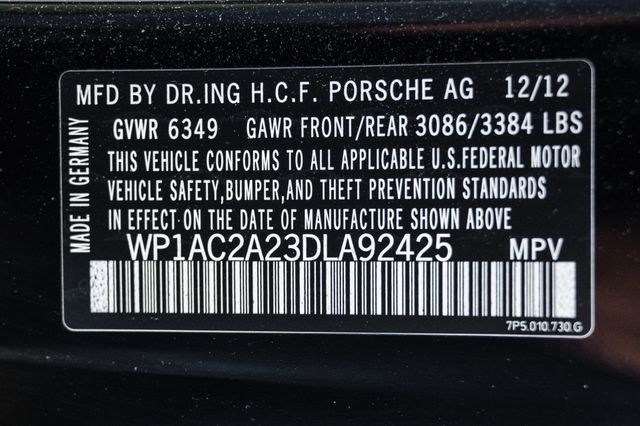 MFD BY DR.ING H.C.F. PORSCHE AG 12/12
GVWR 6349 GAWR FRONT/REAR 3086/3384 LBS
THIS VEHICLE CONFORMS TO ALL APPLICABLE U.S.FEDERAL MOTOR
VEHICLE SAFETY,BUMPER,AND THEFT PREVENTION STANDARDS
IN EFFECT ON THE DATE OF MANUFACTURE SHOWN ABOVE
WP1AC2A23DLA92425 MPV
7P5.010.730.G
MADE IN GERMANY